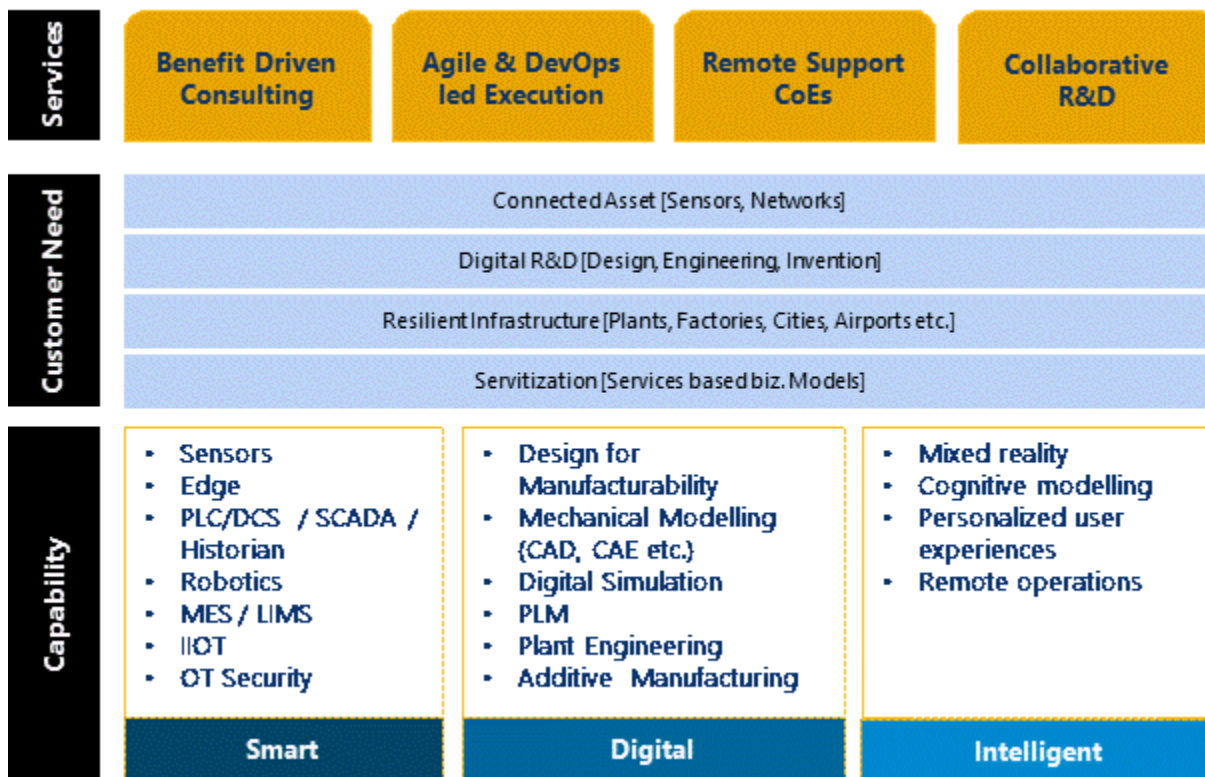 Services
Benefit Driven
Consulting
Agile & DevOps
led Execution
Remote Support
CoEs
Collaborative
R&D
Customer Need
Connected Asset [Sensors, Networks]
Digital R&D [Design, Engineering, Invention]
Resilient Infrastructure [Plants, Factories, Cities, Airports etc.]
Servitization [Services based biz. Models]
Capability
• Sensors
• Edge
• PLC/DCS / SCADA /
Historian
• Robotics
• MES / LIMS
• IIOT
• OT Security
Smart
• Design for
Manufacturability
• Mechanical Modelling
(CAD, CAE etc.)
• Digital Simulation
• PLM
• Plant Engineering
• Additive Manufacturing
Digital
• Mixed reality
• Cognitive modelling
• Personalized user
experiences
• Remote operations
Intelligent